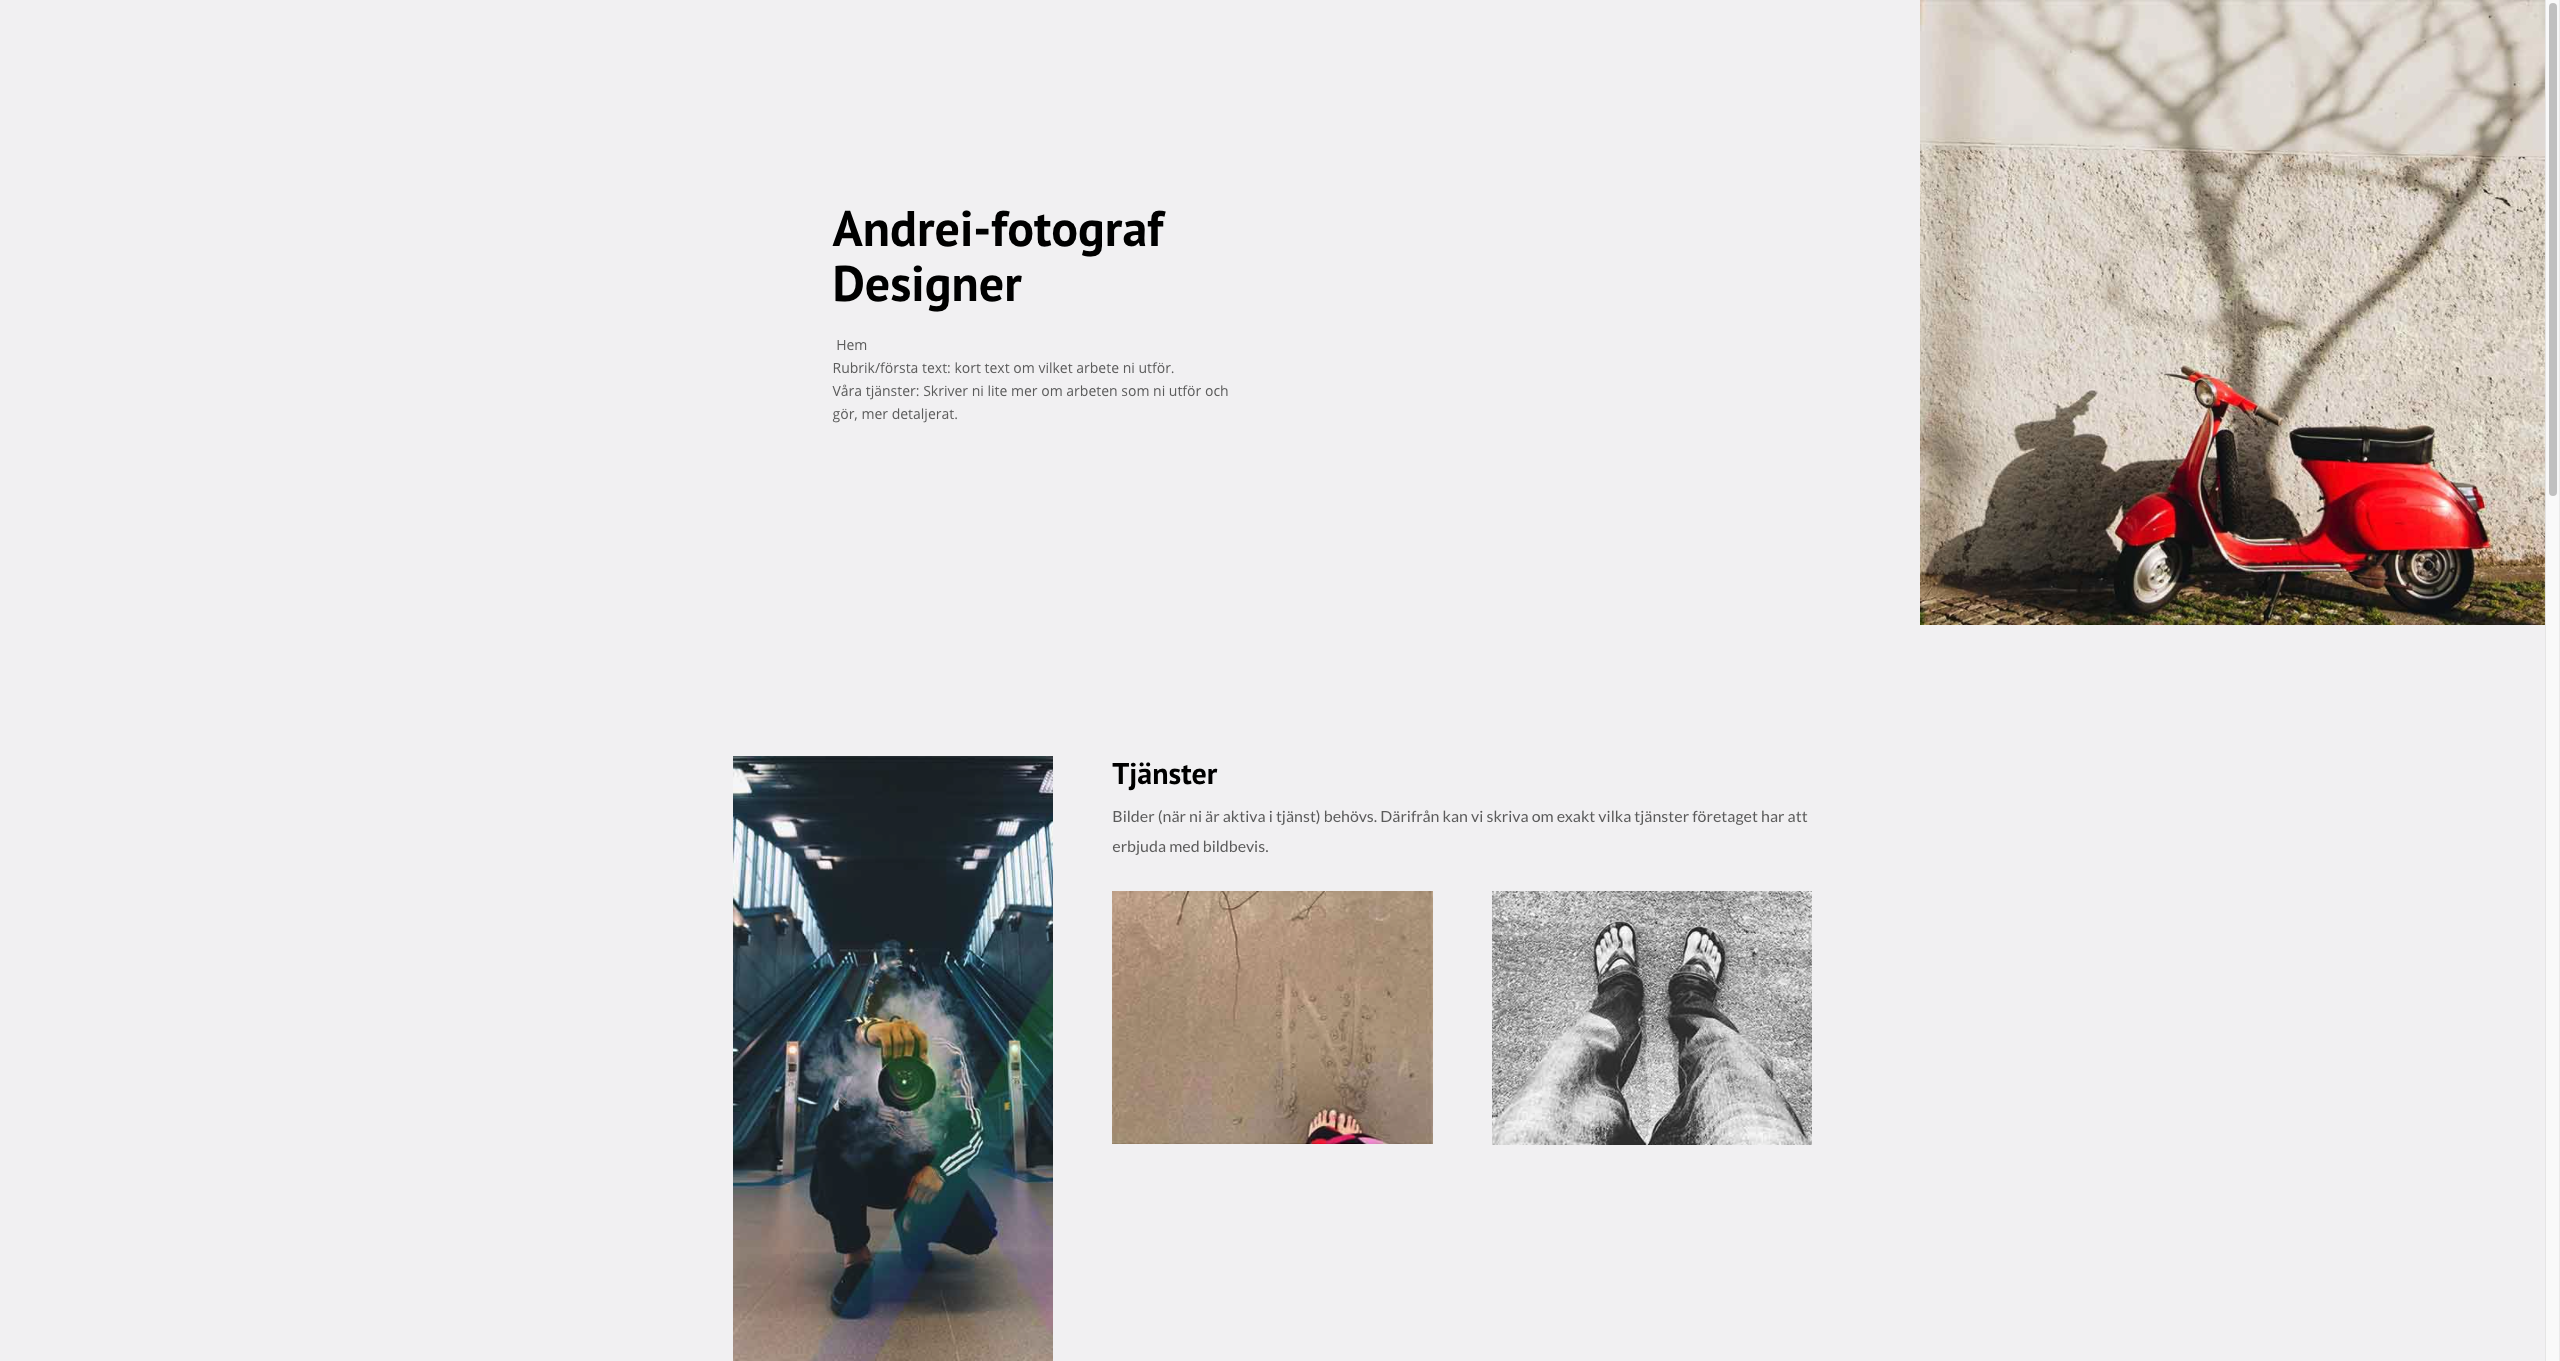 Andrei-fotograf
Designer
Hem
Rubrik/första text: kort text om vilket arbete ni utför.
Våra tjänster: Skriver ni lite mer om arbeten som ni utför och
gör, mer detaljerat.
Tjänster
Bilder (när ni är aktiva i tjänst) behövs. Därifrån kan vi skriva om exakt vilka tjänster företaget har att
erbjuda med bildbevis.
N